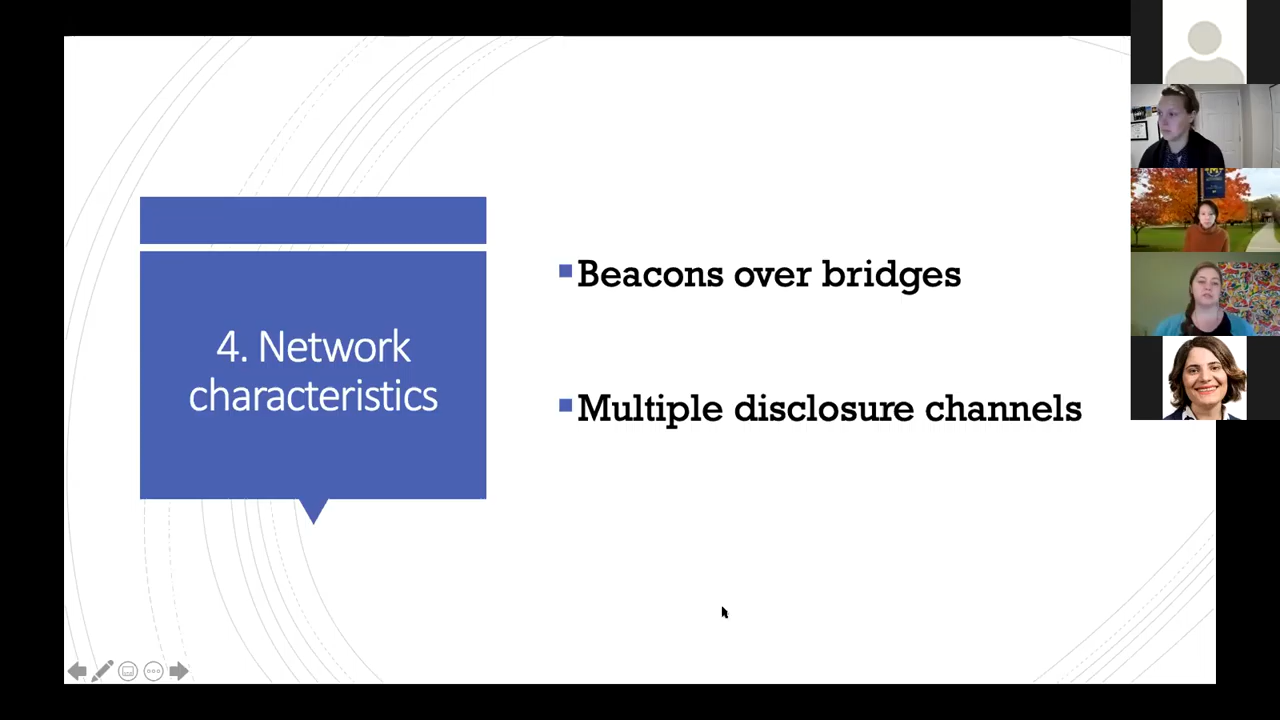 4. Network
characteristics
Beacons over bridges
Multiple disclosure channels